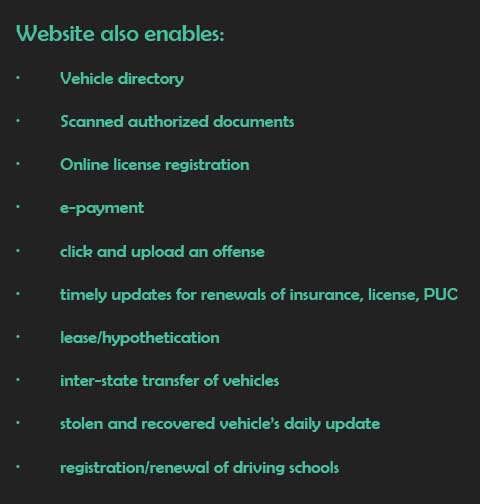 Website also enables:
· Vehicle directory
· Scanned authorized documents
· Online license registration
· e-payment
· click and upload an offense
· timely updates for renewals of insurance, license, PUC
· lease/hypothetication
· inter-state transfer of vehicles
· stolen and recovered vehicle’s daily update
· registration/renewal of driving schools